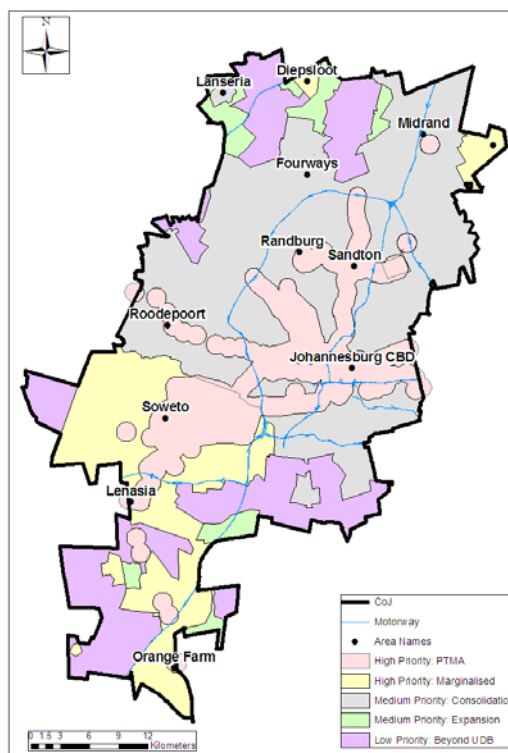 N
Diepsloot
Lanseria
Midrand
Fourways
Randburg
Sandton
Roodepoort
Johannesburg CBD
Soweto
Lenasia
Orange Farm
CoJ
Motorway
Area Names
High Priority: PTMA
High Priority: Marginalised
Medium Priority: Consolidation
Medium Priority: Expansion
Low Priority: Beyond UDB
0 1.5 3 6 9 12
Kilometers